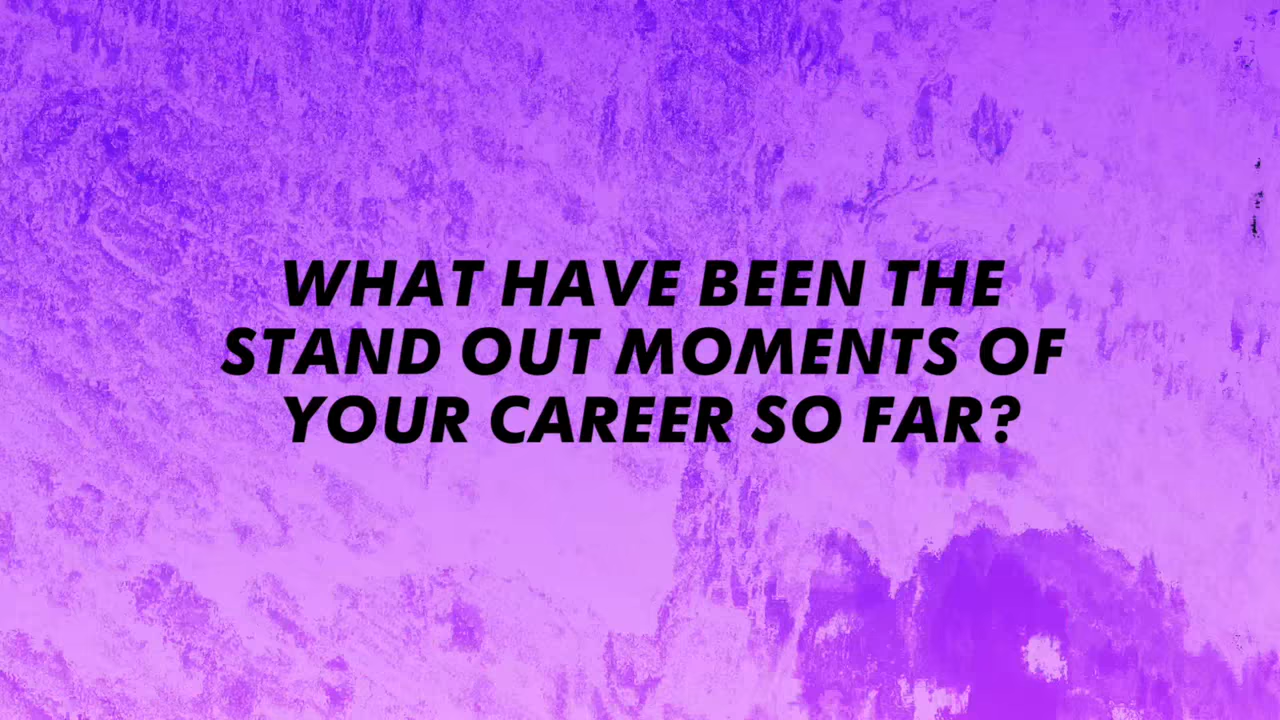 WHAT HAVE BEEN THE
STAND OUT MOMENTS OF
YOUR CAREER SO FAR?